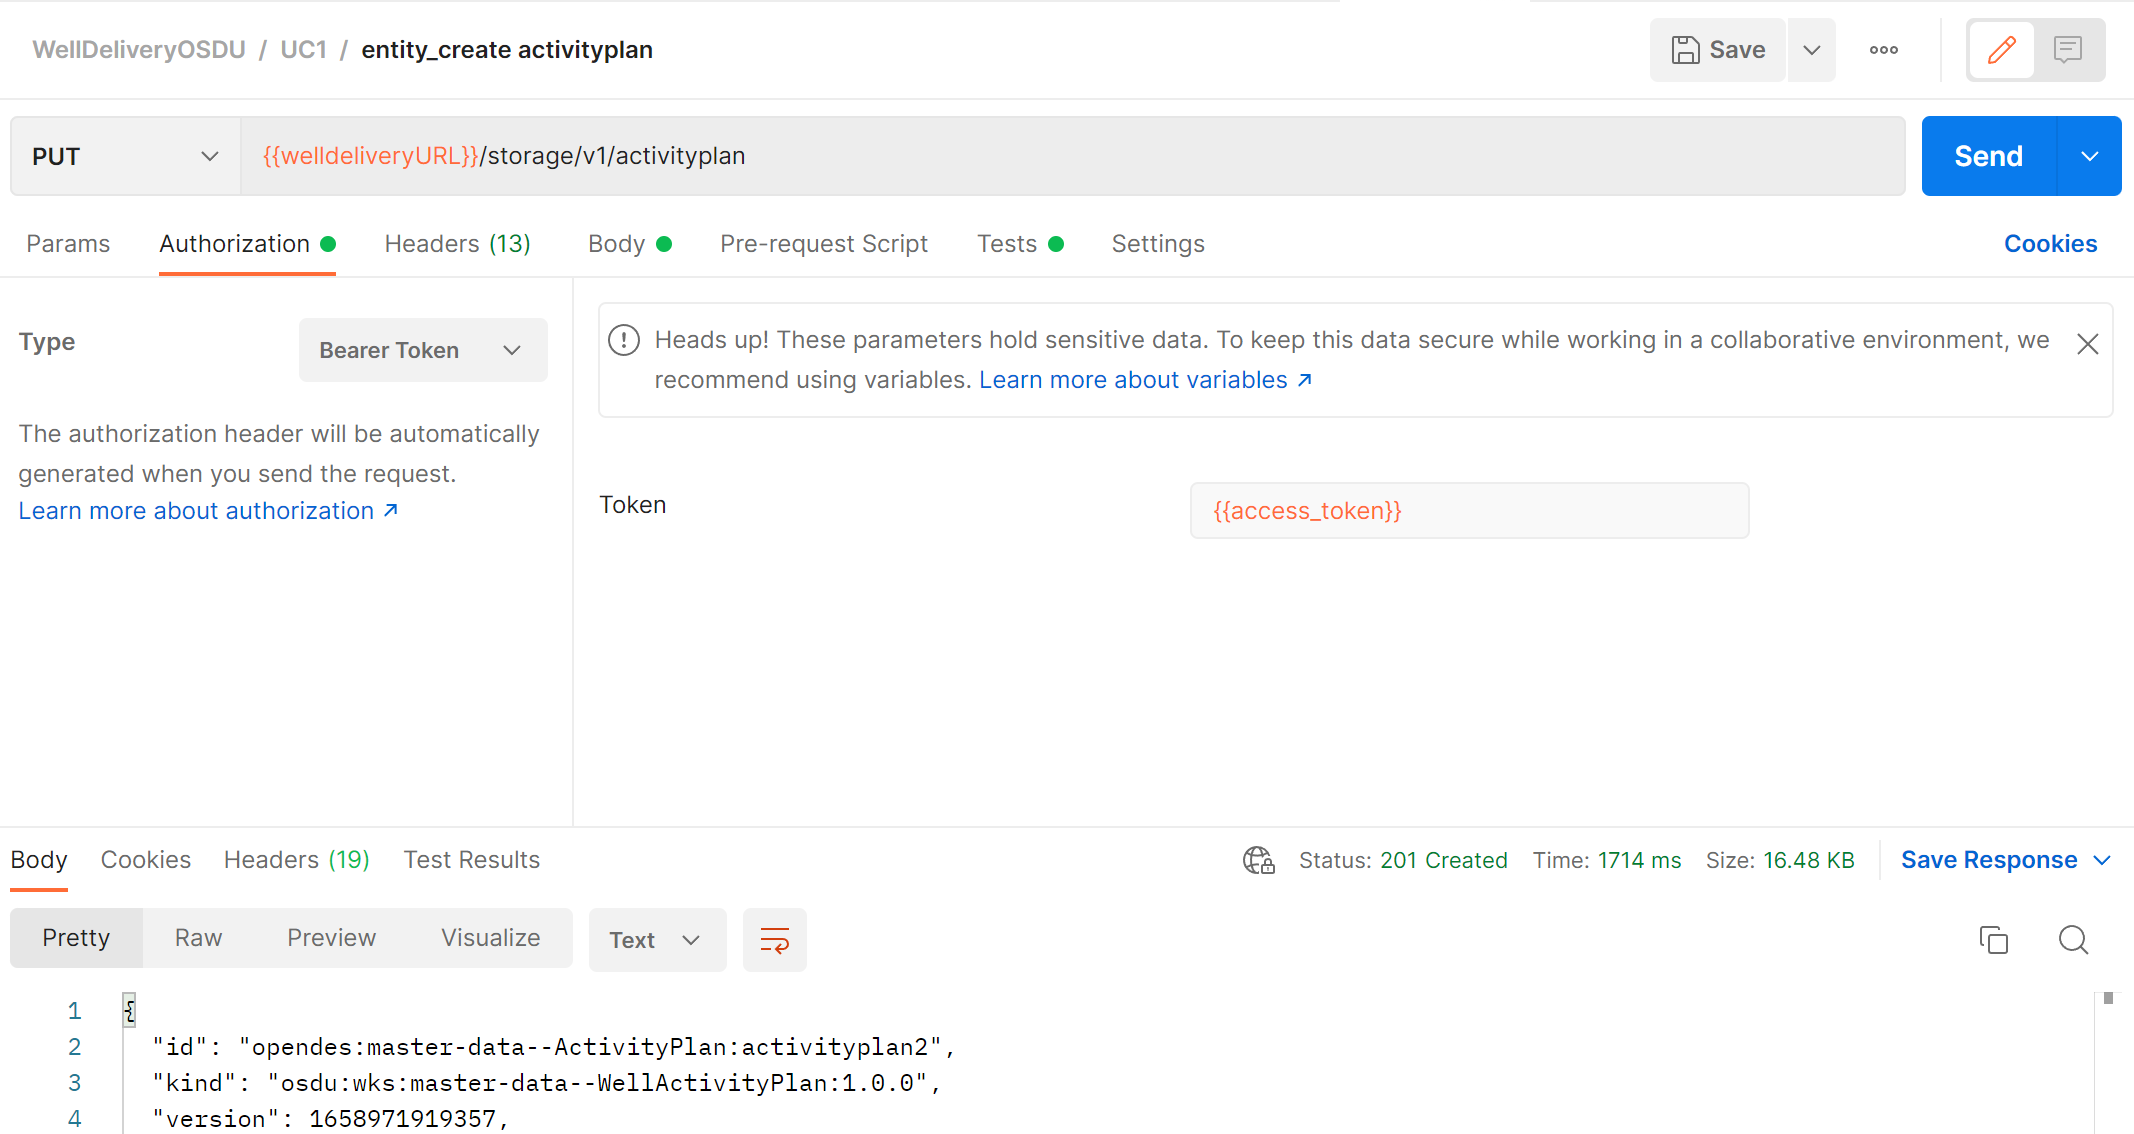 WellDeliveryOSDU / UC1 / entity_create activityplan
Save
PUT
{{welldeliveryURL}}/storage/v1/activityplan
Send
Params Authorization Headers (13) Body Pre-request Script Tests Settings Cookies
Type
Bearer Token
The authorization header will be automatically
generated when you send the request.
Learn more about authorization ↗
Heads up! These parameters hold sensitive data. To keep this data secure while working in a collaborative environment, we
recommend using variables. Learn more about variables ↗
Token
{{access_token}}
Body Cookies Headers (19) Test Results
Status: 201 Created Time: 1714 ms Size: 16.48 KB Save Response
Pretty Raw Preview Visualize Text
1 {
2 "id": "opendes:master-data--ActivityPlan:activityplan2",
3 "kind": "osdu:wks:master-data--WellActivityPlan:1.0.0",
4 "version": 1658971919357,